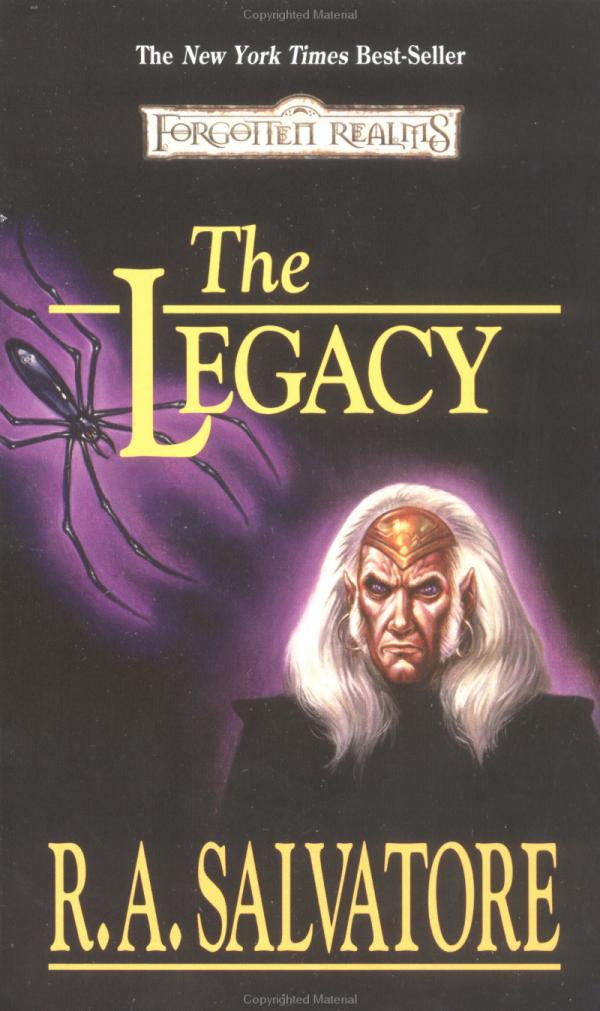 Copyrighted Material
The New York Times Best-Seller
FORGOTTEN REALMS®
The
LEGACY
R.A. SALVATORE
Copyrighted Material